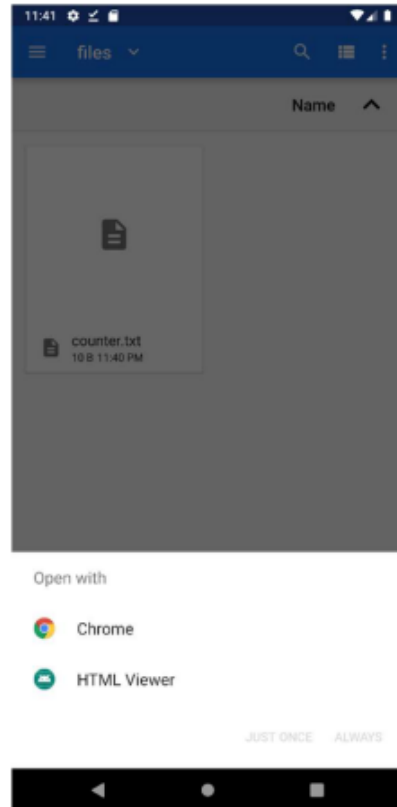 11:41
files
Name
counter.txt
10 B 11:40 PM
Open with
Chrome
HTML Viewer
JUST ONCE ALWAYS